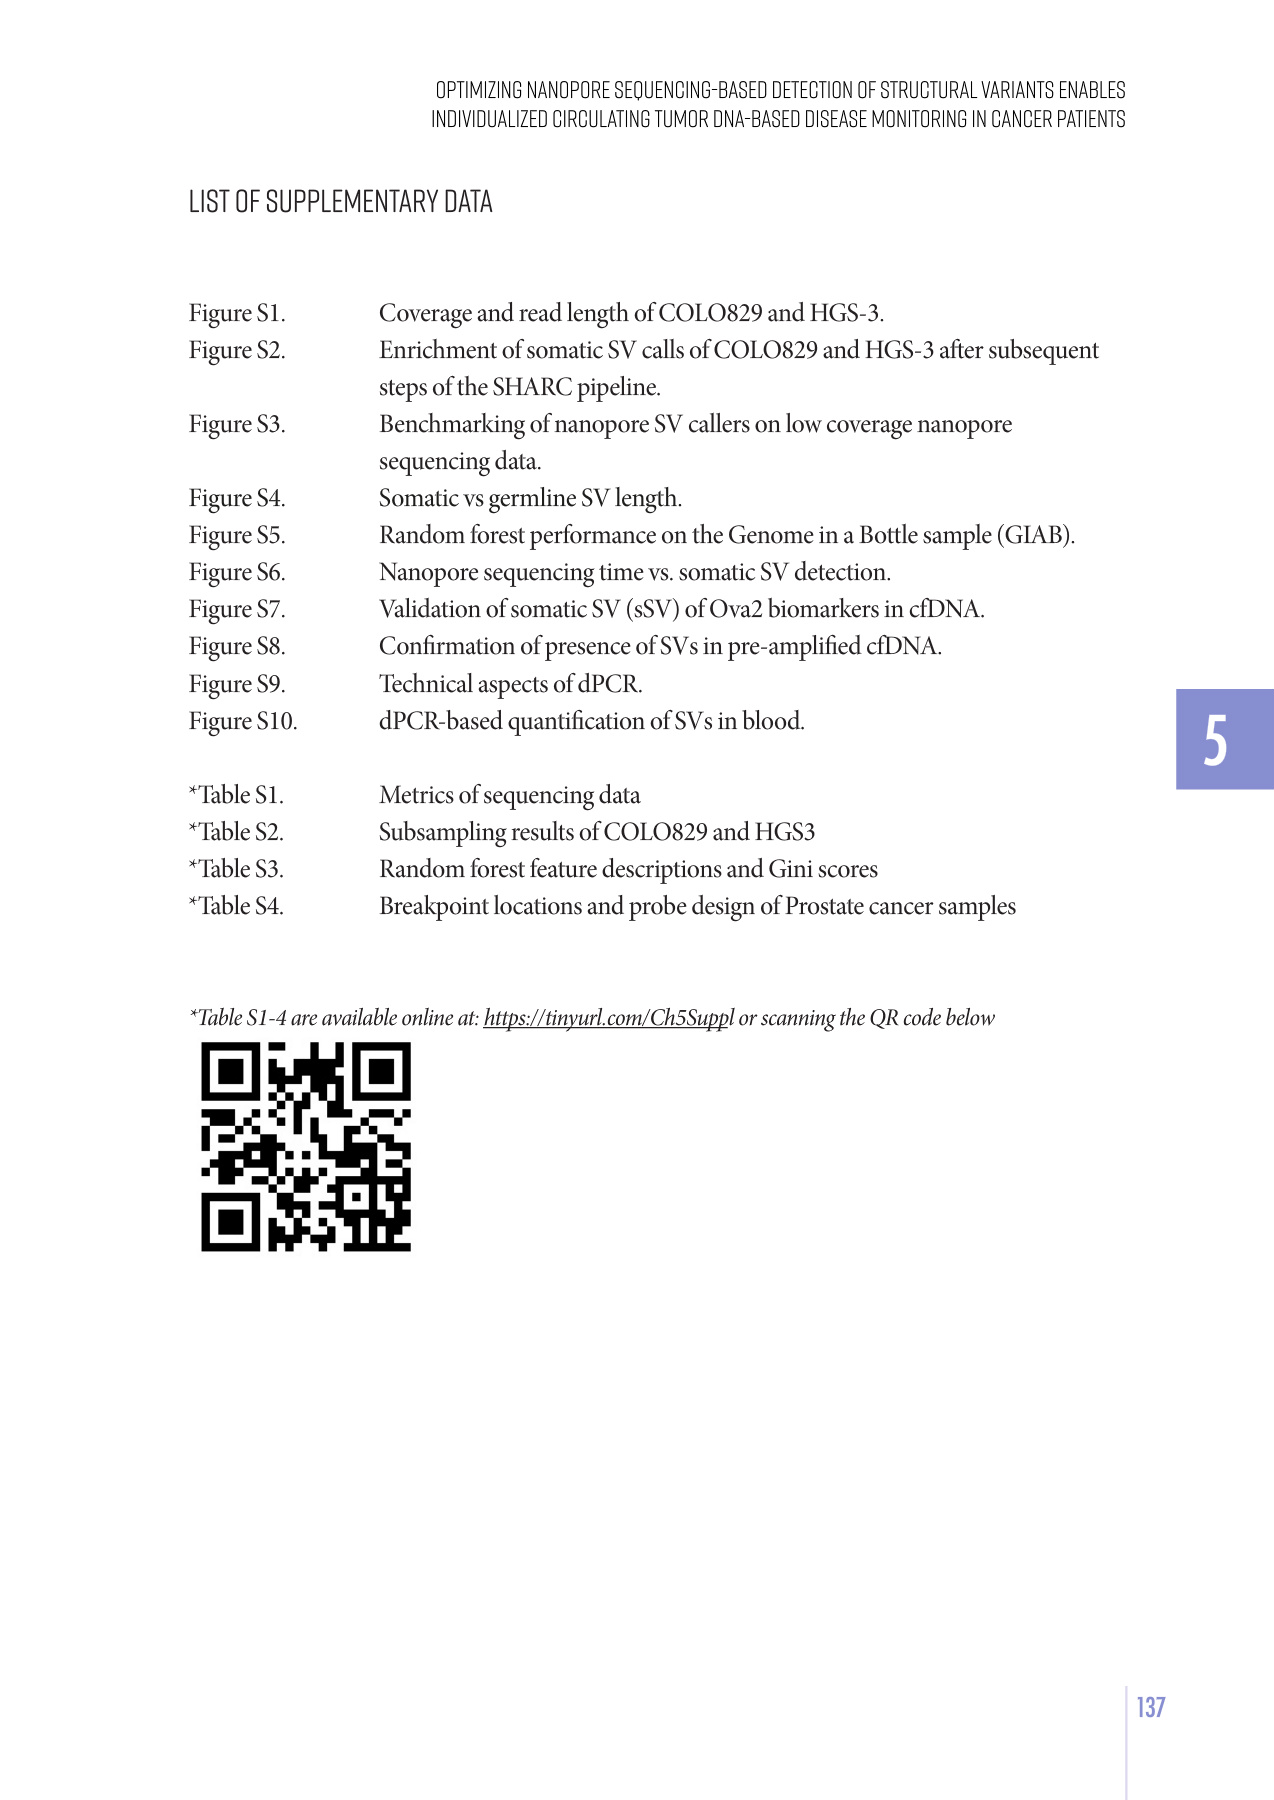 OPTIMIZING NANOPORE SEQUENCING-BASED DETECTION OF STRUCTURAL VARIANTS ENABLES
INDIVIDUALIZED CIRCULATING TUMOR DNA-BASED DISEASE MONITORING IN CANCER PATIENTS
LIST OF SUPPLEMENTARY DATA
Figure S1. Coverage and read length of COLO829 and HGS-3.
Figure S2. Enrichment of somatic SV calls of COLO829 and HGS-3 after subsequent
steps of the SHARC pipeline.
Figure S3. Benchmarking of nanopore SV callers on low coverage nanopore
sequencing data.
Figure S4. Somatic vs germline SV length.
Figure S5. Random forest performance on the Genome in a Bottle sample (GIAB).
Figure S6. Nanopore sequencing time vs. somatic SV detection.
Figure S7. Validation of somatic SV (sSV) of Ova2 biomarkers in cfDNA.
Figure S8. Confirmation of presence of SVs in pre-amplified cfDNA.
Figure S9. Technical aspects of dPCR.
Figure S10. dPCR-based quantification of SVs in blood.
5
*Table S1. Metrics of sequencing data
*Table S2. Subsampling results of COLO829 and HGS3
*Table S3. Random forest feature descriptions and Gini scores
*Table S4. Breakpoint locations and probe design of Prostate cancer samples
*Table S1-4 are available online at: https://tinyurl.com/Ch5Suppl or scanning the QR code below
137